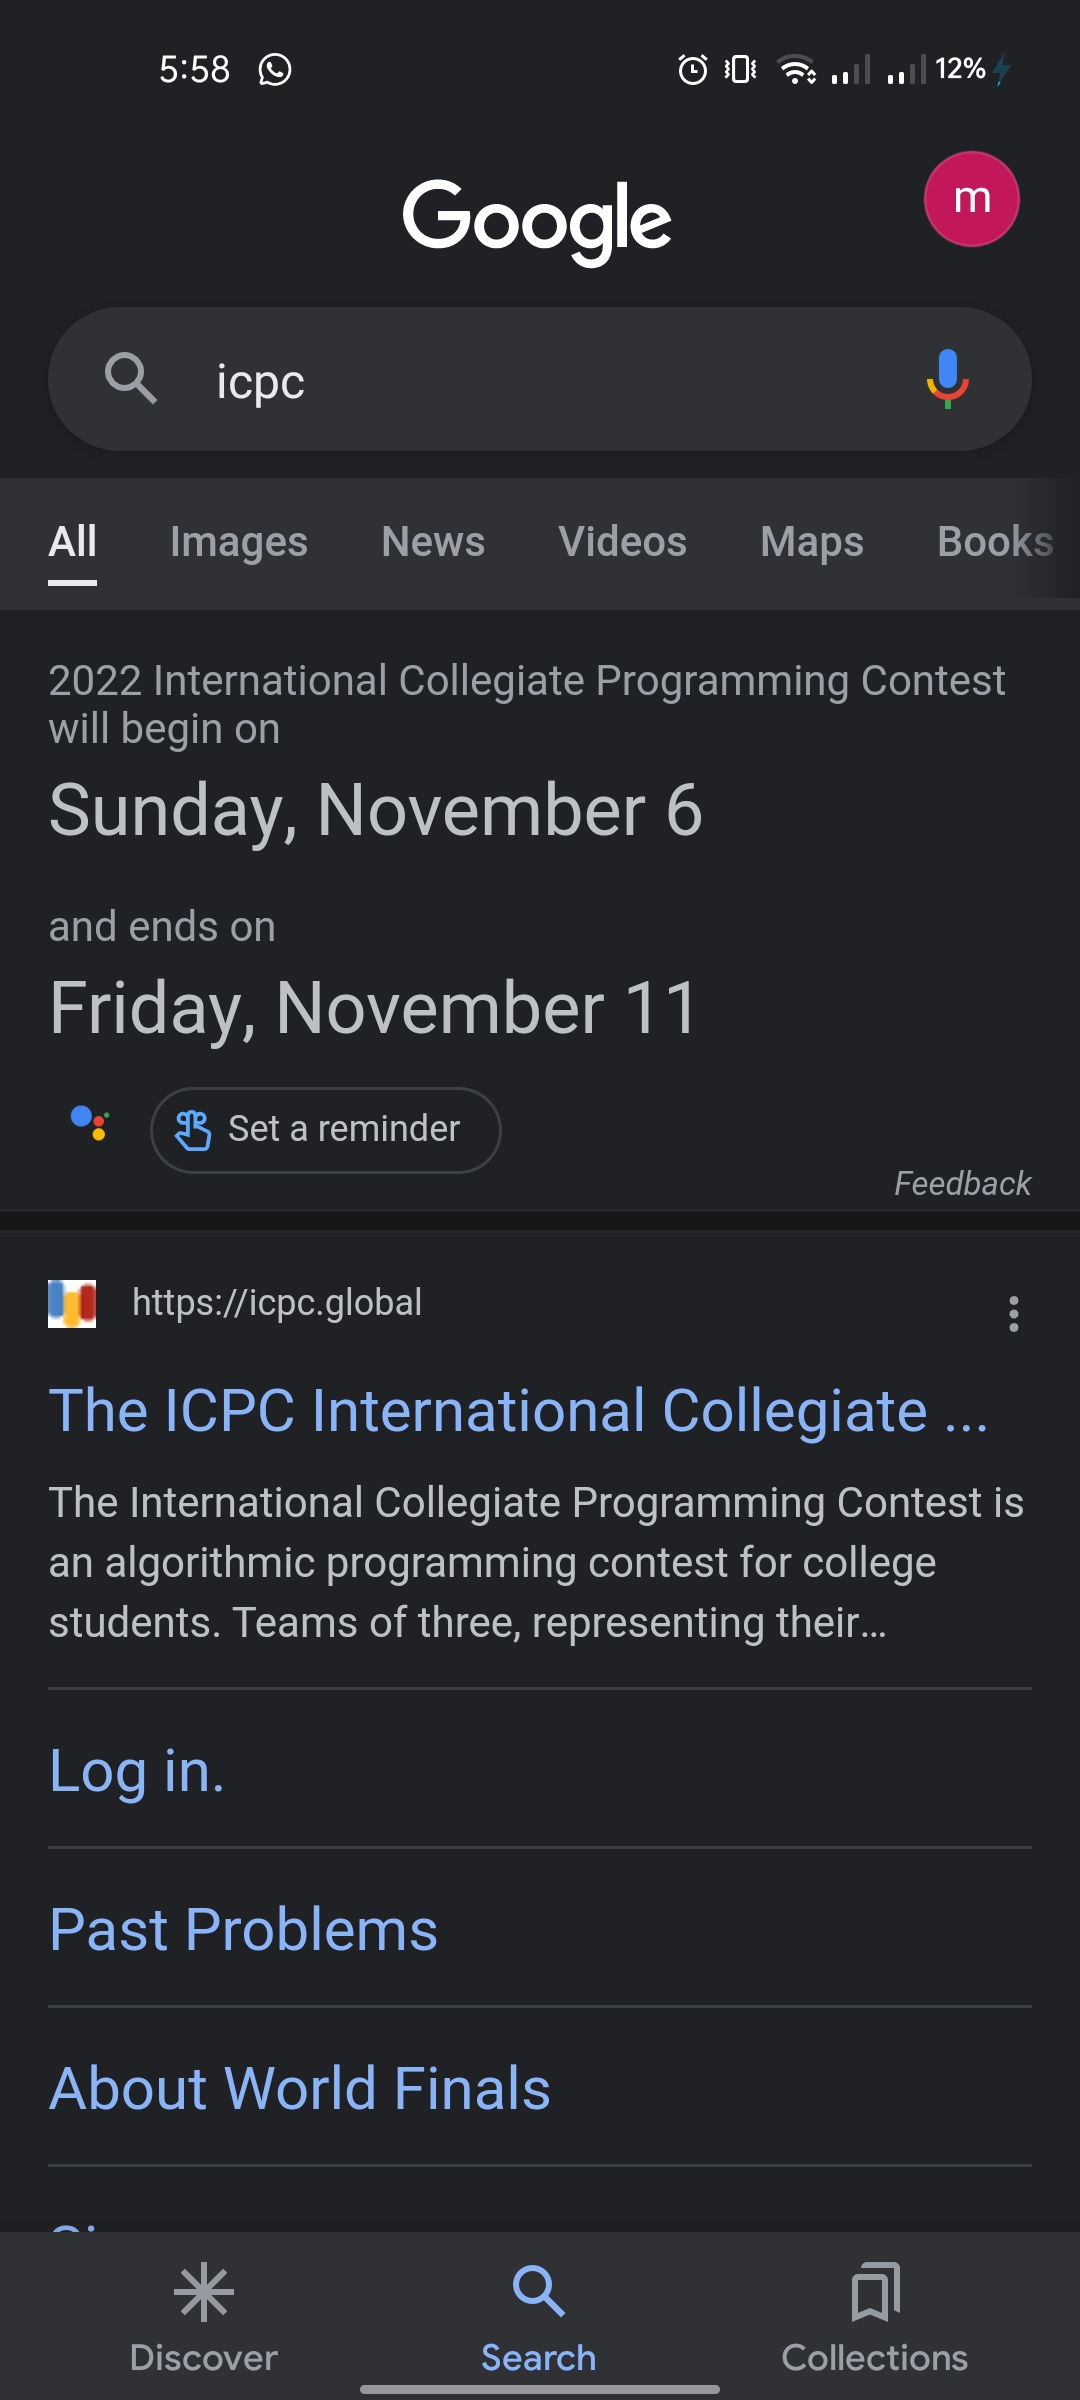 5:58 12%
Google
m
icpc
All Images News Videos Maps Books
2022 International Collegiate Programming Contest
will begin on
Sunday, November 6
and ends on
Friday, November 11
Set a reminder
Feedback
https://icpc.global
The ICPC International Collegiate ...
The International Collegiate Programming Contest is
an algorithmic programming contest for college
students. Teams of three, representing their...
Log in.
Past Problems
About World Finals
Discover Search Collections